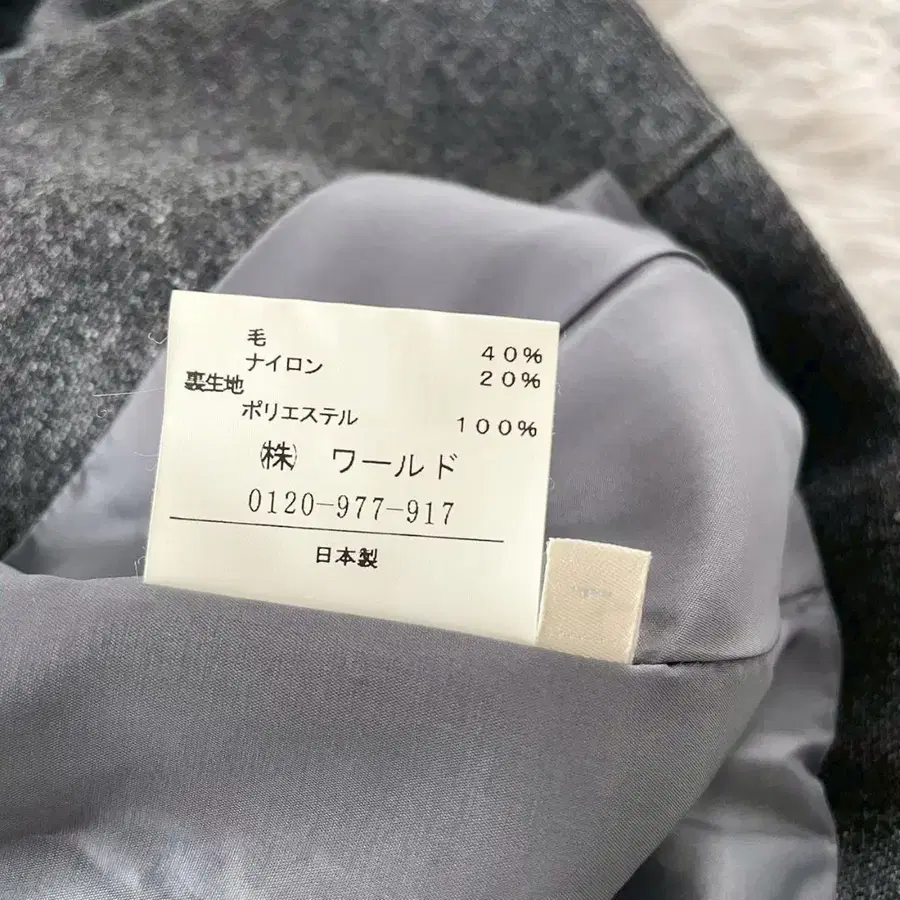 毛 40%
ナイロン 20%
裏生地
ポリエステル 100%
㈱ ワールド
0120-977-917
日本製